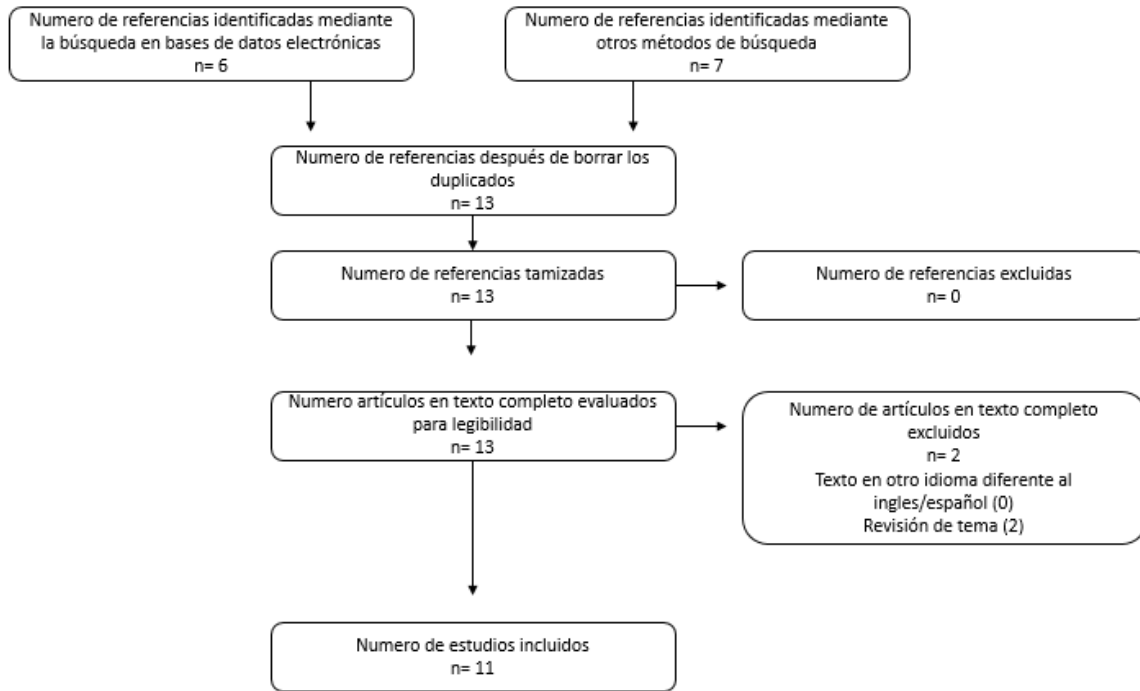 Numero de referencias identificadas mediante
la búsqueda en bases de datos electrónicas
n= 6
Numero de referencias identificadas mediante
otros métodos de búsqueda
n= 7
Numero de referencias después de borrar los
duplicados
n= 13
Numero de referencias tamizadas
n= 13
Numero de referencias excluidas
n= 0
Numero artículos en texto completo evaluados
para legibilidad
n= 13
Numero de artículos en texto completo
excluidos
n= 2
Texto en otro idioma diferente al
ingles/español (0)
Revisión de tema (2)
Numero de estudios incluidos
n= 11